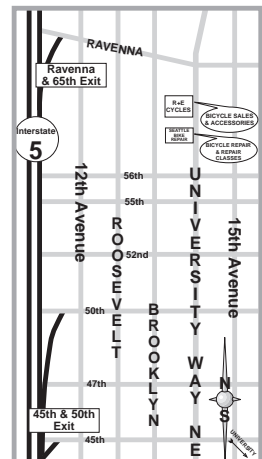 RAVENNA
Ravenna
& 65th Exit
R+E
CYCLES
BICYCLE SALES
& ACCESSORIES
SEATTLE
BIKE
REPAIR
BICYCLE REPAIR
& REPAIR
CLASSES
Interstate
5
12th Avenue
ROOSEVELT
BROOKLYN
UNIVERSITY WAY NE
15th Avenue
56th
55th
52nd
50th
47th
45th & 50th
Exit
45th
N
S
UNIVERSITY